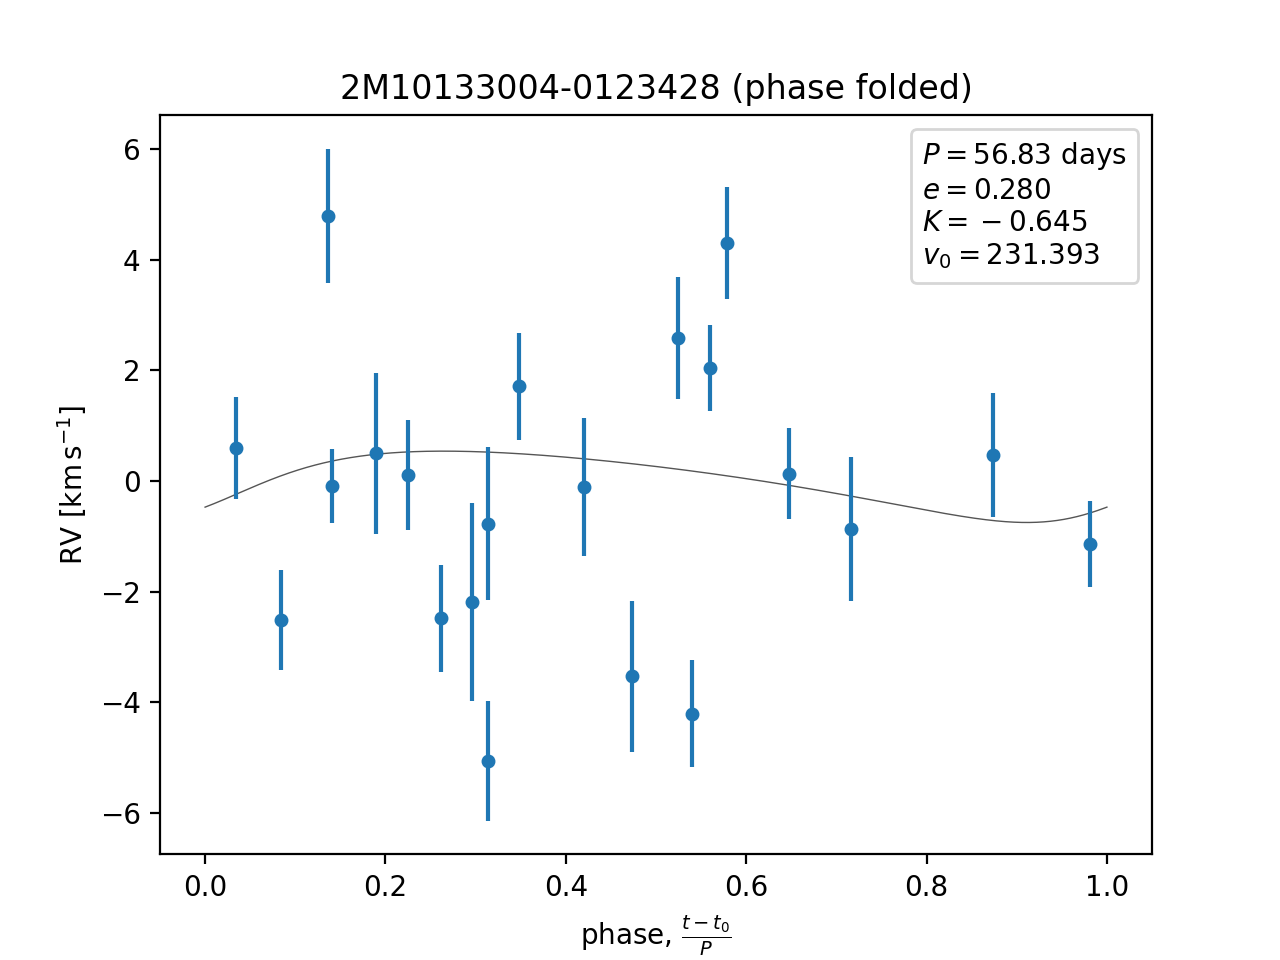 2M10133004-0123428 (phase folded)
P = 56.83 days
e = 0.280
K = −0.645
v₀ = 231.393
RV [km s⁻¹]
6
4
2
0
−2
−4
−6
0.0 0.2 0.4 0.6 0.8 1.0
phase, (t − t₀)/P